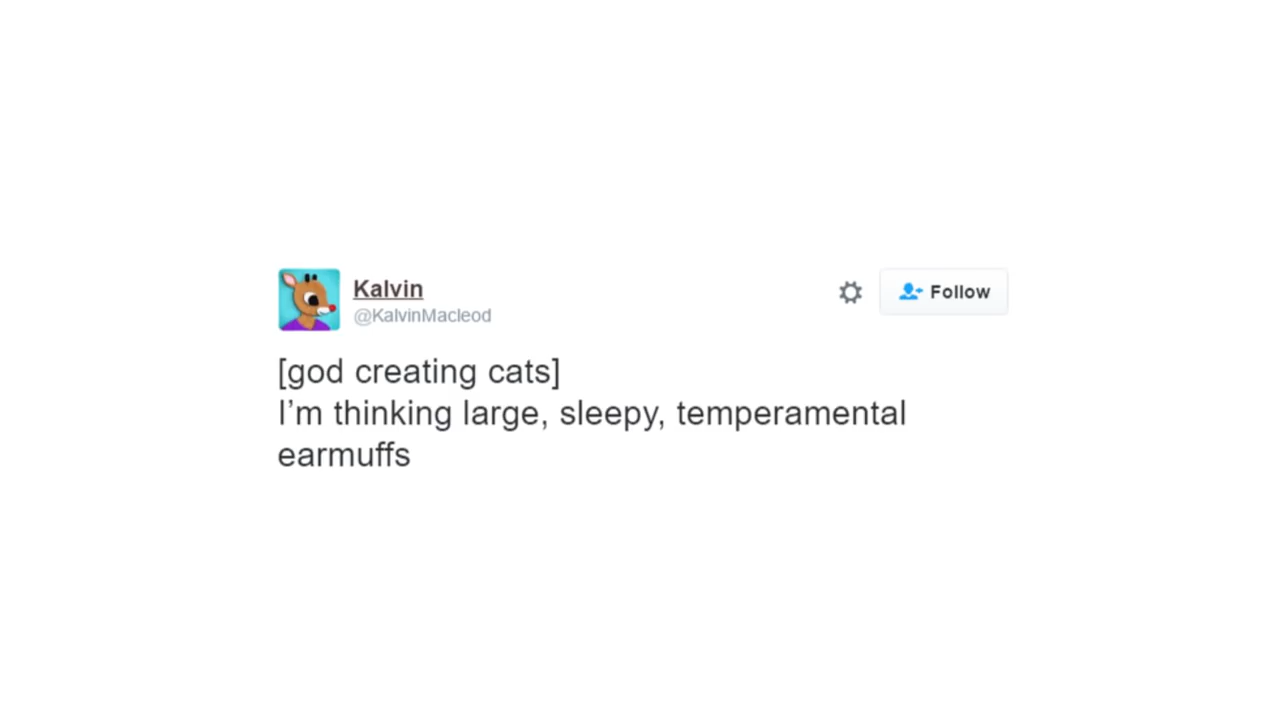 Kalvin
@KalvinMacleod
Follow
[god creating cats]
I’m thinking large, sleepy, temperamental
earmuffs